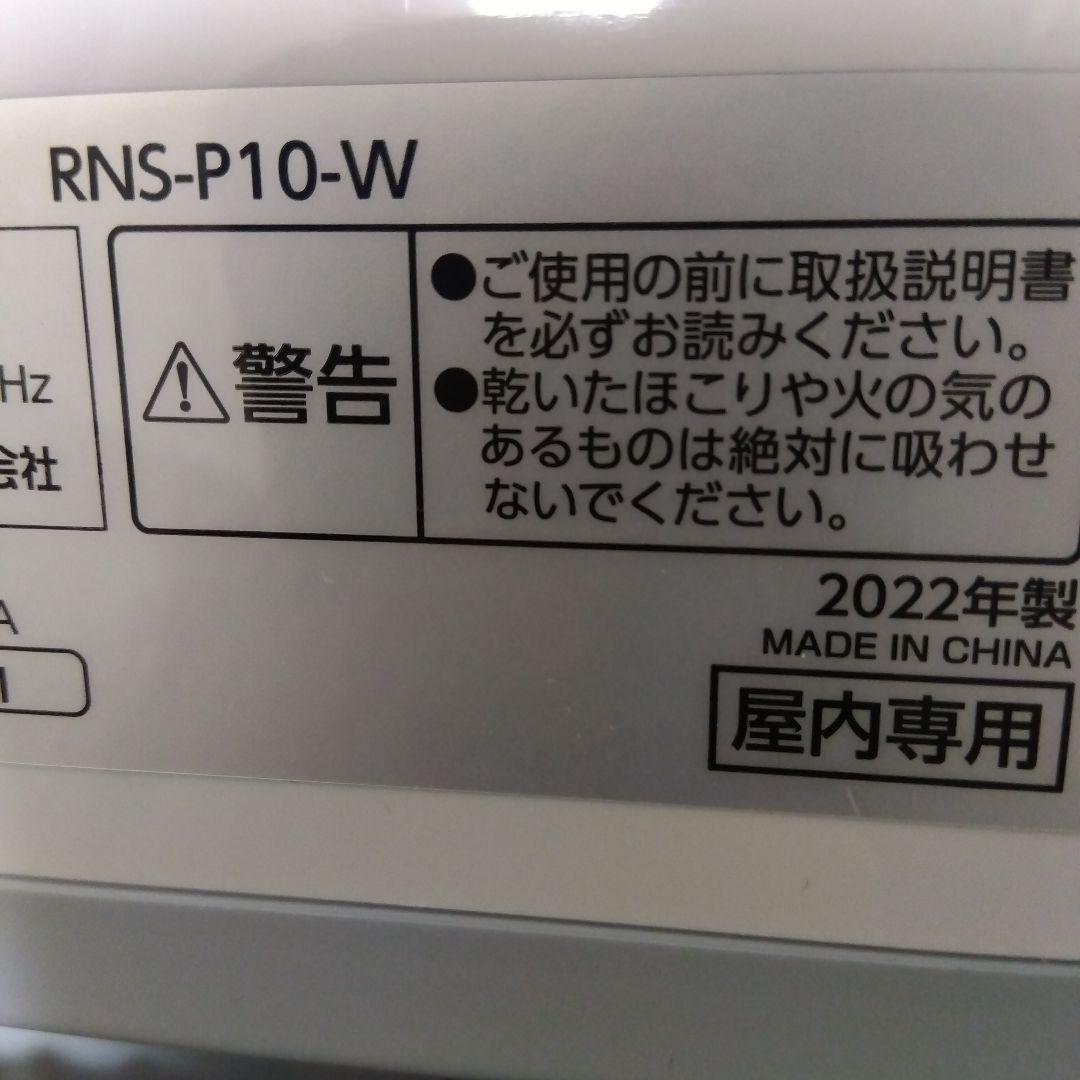 RNS-P10-W
Hz
会社
警告
●ご使用の前に取扱説明書
を必ずお読みください。
●乾いたほこりや火の気の
あるものは絶対に吸わせ
ないでください。
A
2022年製
MADE IN CHINA
屋内専用